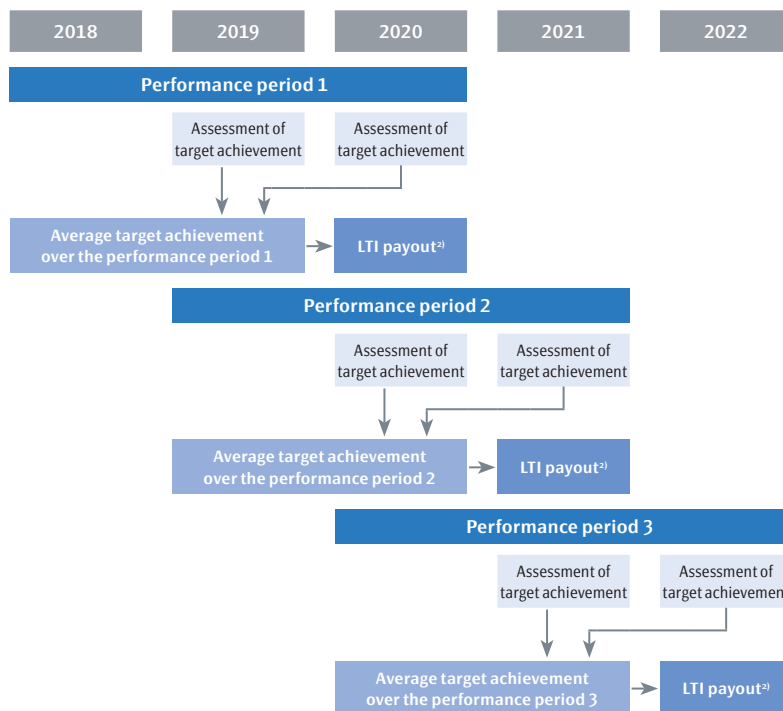 2018 2019 2020 2021 2022
Performance period 1
Assessment of Assessment of
target achievement target achievement
Average target achievement
over the performance period 1
LTI payout²⁾
Performance period 2
Assessment of Assessment of
target achievement target achievement
Average target achievement
over the performance period 2
LTI payout²⁾
Performance period 3
Assessment of Assessment of
target achievement target achievement
Average target achievement
over the performance period 3
LTI payout²⁾